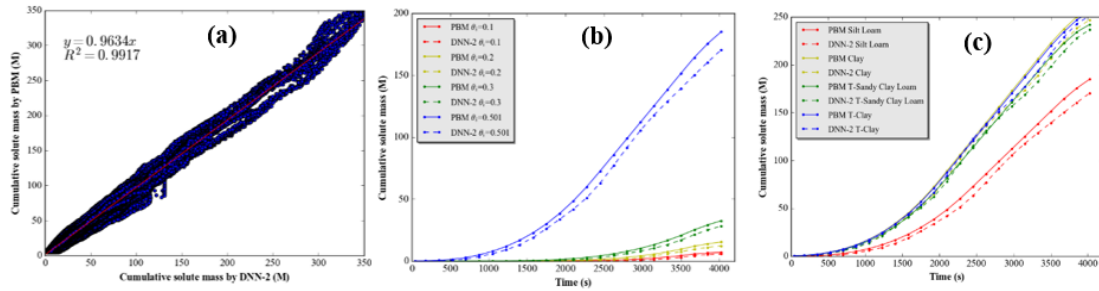 (a)
y=0.9634x
R²=0.9917
Cumulative solute mass by PBM (M)
350
300
250
200
150
100
50
0
0 50 100 150 200 250 300 350
Cumulative solute mass by DNN-2 (M)
(b)
PBM θᵢ=0.1
DNN-2 θᵢ=0.1
PBM θᵢ=0.2
DNN-2 θᵢ=0.2
PBM θᵢ=0.3
DNN-2 θᵢ=0.3
PBM θᵢ=0.501
DNN-2 θᵢ=0.501
Cumulative solute mass (M)
200
150
100
50
0
0 500 1000 1500 2000 2500 3000 3500 4000
Time (s)
(c)
PBM Silt Loam
DNN-2 Silt Loam
PBM Clay
DNN-2 Clay
PBM T-Sandy Clay Loam
DNN-2 T-Sandy Clay Loam
PBM T-Clay
DNN-2 T-Clay
Cumulative solute mass (M)
250
200
150
100
50
0
0 500 1000 1500 2000 2500 3000 3500 4000
Time (s)